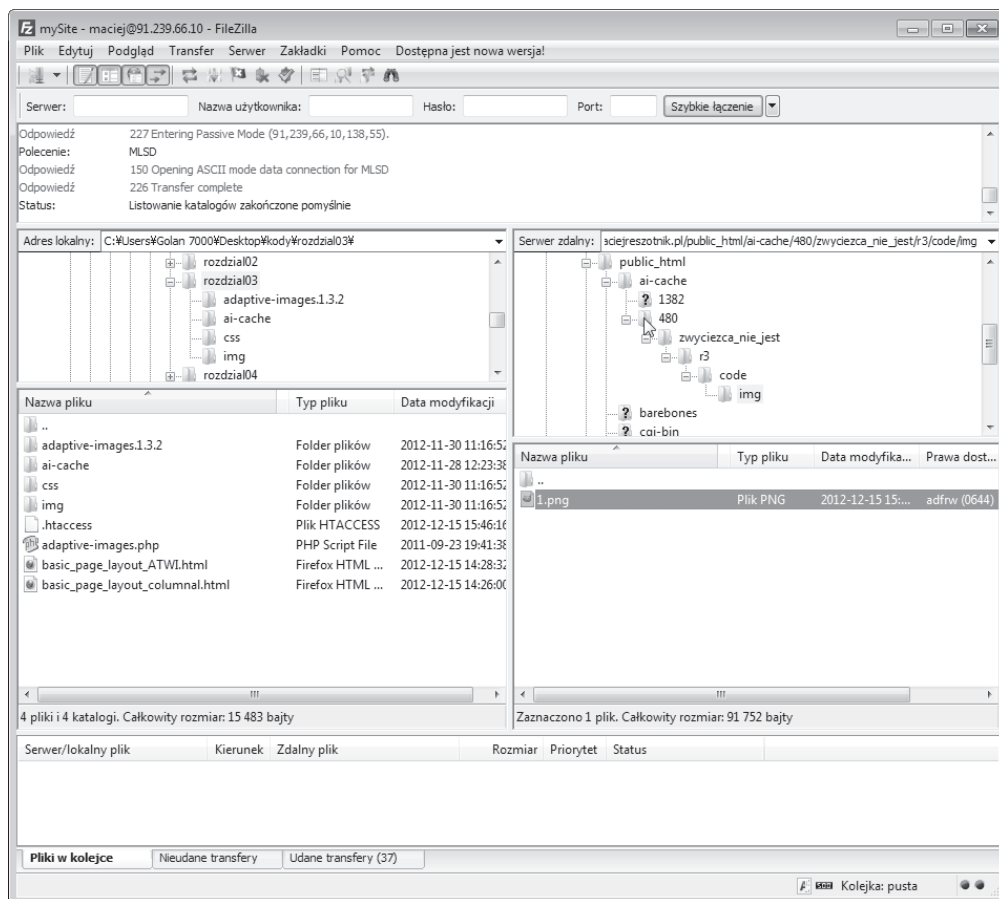 mySite - maciej@91.239.66.10 - FileZilla
Plik Edytuj Podgląd Transfer Serwer Zakładki Pomoc Dostępna jest nowa wersja!
Serwer: Nazwa użytkownika: Hasło: Port: Szybkie łączenie
Odpowiedź 227 Entering Passive Mode (91,239,66,10,138,55).
Polecenie: MLSD
Odpowiedź 150 Opening ASCII mode data connection for MLSD
Odpowiedź 226 Transfer complete
Status: Listowanie katalogów zakończone pomyślnie
Adres lokalny: C:¥Users¥Golan 7000¥Desktop¥kody¥rozdzial03¥
rozdzial02
rozdzial03
adaptive-images.1.3.2
ai-cache
css
img
rozdzial04
Nazwa pliku Typ pliku Data modyfikacji
..
adaptive-images.1.3.2 Folder plików 2012-11-30 11:16:52
ai-cache Folder plików 2012-11-28 12:23:38
css Folder plików 2012-11-30 11:16:52
img Folder plików 2012-11-30 11:16:52
.htaccess Plik HTACCESS 2012-12-15 15:46:16
adaptive-images.php PHP Script File 2011-09-23 19:41:38
basic_page_layout_ATWI.html Firefox HTML ... 2012-12-15 14:28:32
basic_page_layout_columnal.html Firefox HTML ... 2012-12-15 14:26:00
4 pliki i 4 katalogi. Całkowity rozmiar: 15 483 bajty
Serwer zdalny: aciejreszotnik.pl/public_html/ai-cache/480/zwyciezca_nie_jest/r3/code/img
public_html
ai-cache
1382
480
zwyciezca_nie_jest
r3
code
img
barebones
cgi-bin
Nazwa pliku Typ pliku Data modyfika... Prawa dost...
..
1.png Plik PNG 2012-12-15 15:... adfrw (0644)
Zaznaczono 1 plik. Całkowity rozmiar: 91 752 bajty
Serwer/lokalny plik Kierunek Zdalny plik Rozmiar Priorytet Status
Pliki w kolejce Nieudane transfery Udane transfery (37)
Kolejka: pusta